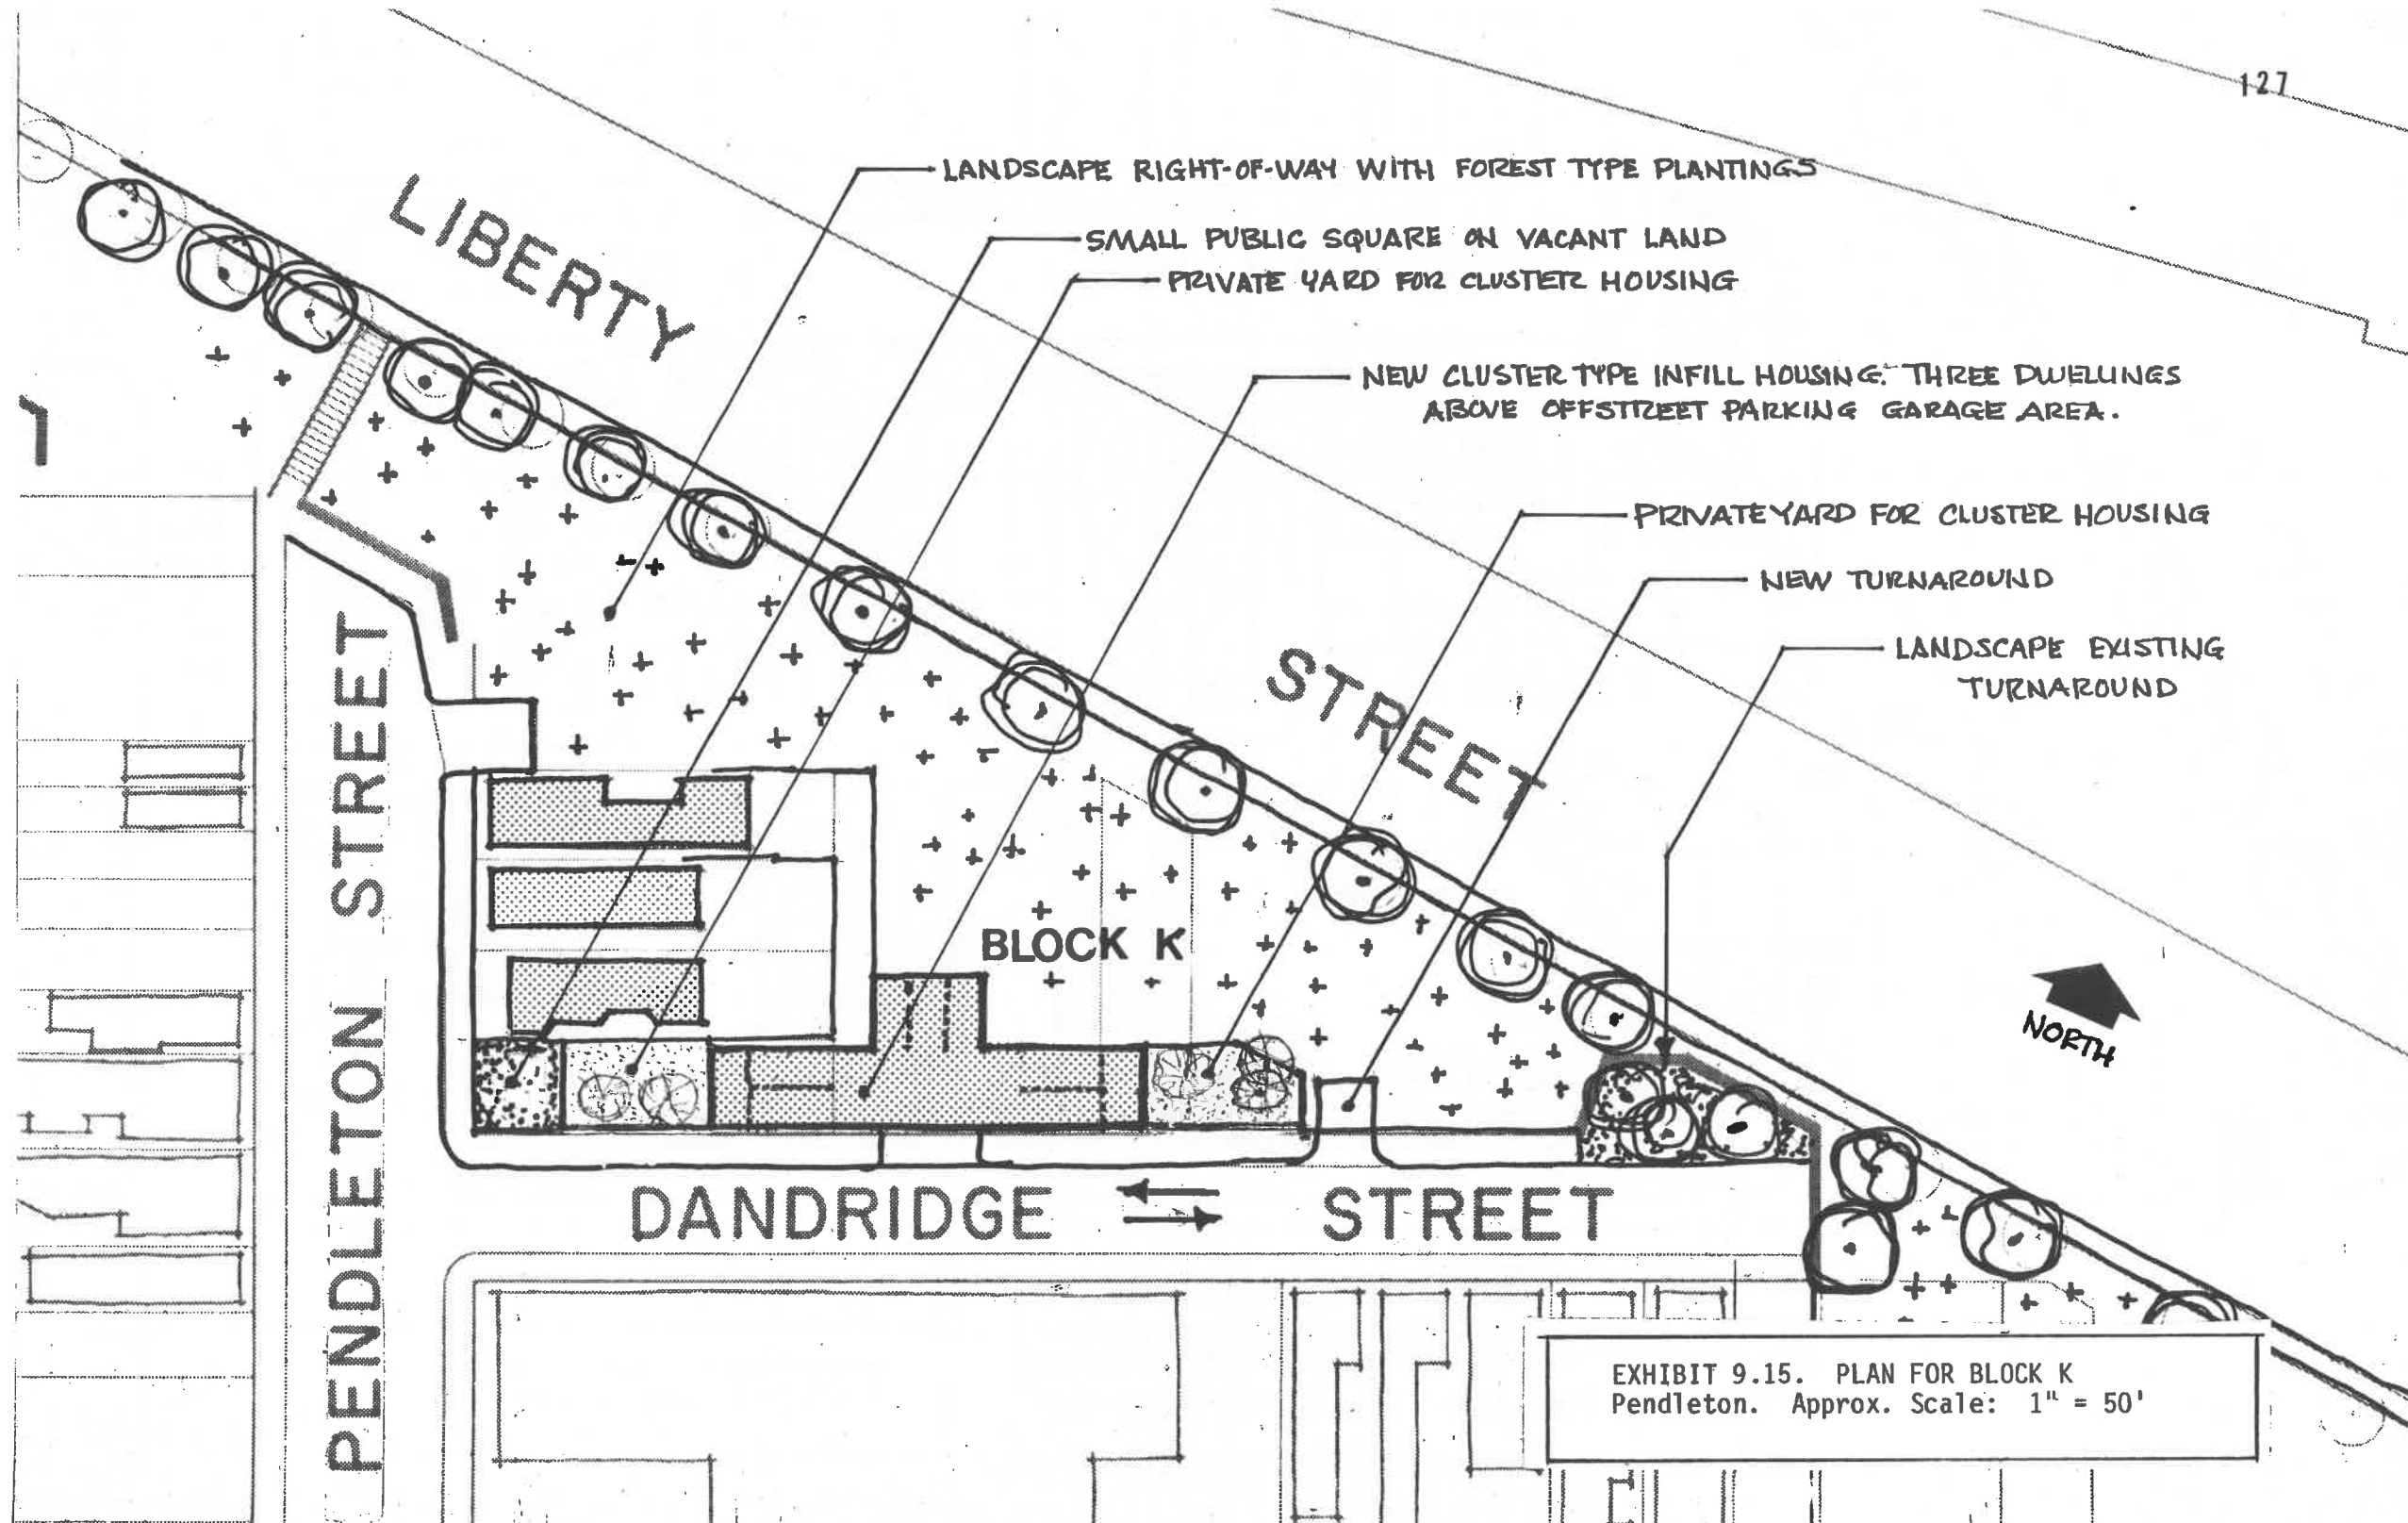 127
LANDSCAPE RIGHT-OF-WAY WITH FOREST TYPE PLANTINGS
SMALL PUBLIC SQUARE ON VACANT LAND
PRIVATE YARD FOR CLUSTER HOUSING
NEW CLUSTER TYPE INFILL HOUSING. THREE DWELLINGS
ABOVE OFFSTREET PARKING GARAGE AREA.
PRIVATE YARD FOR CLUSTER HOUSING
NEW TURNAROUND
LANDSCAPE EXISTING
TURNAROUND
LIBERTY STREET
PENDLETON STREET
BLOCK K
NORTH
DANDRIDGE STREET
EXHIBIT 9.15. PLAN FOR BLOCK K
Pendleton. Approx. Scale: 1" = 50'